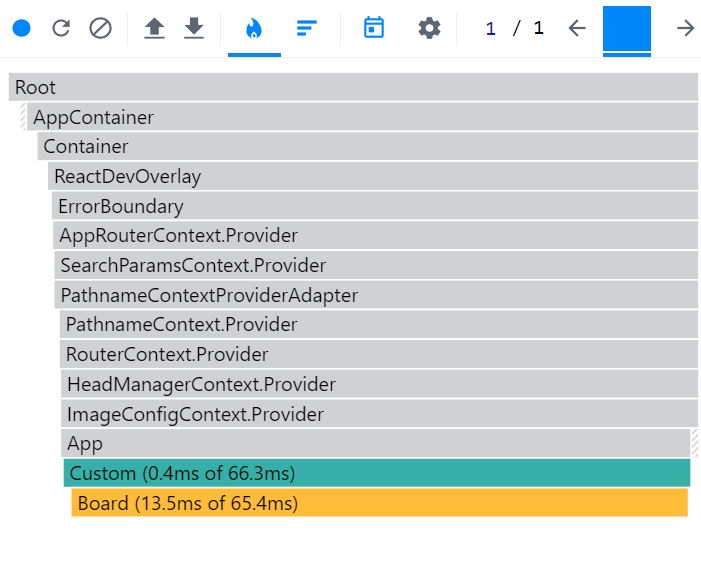 1 / 1
Root
AppContainer
Container
ReactDevOverlay
ErrorBoundary
AppRouterContext.Provider
SearchParamsContext.Provider
PathnameContextProviderAdapter
PathnameContext.Provider
RouterContext.Provider
HeadManagerContext.Provider
ImageConfigContext.Provider
App
Custom (0.4ms of 66.3ms)
Board (13.5ms of 65.4ms)